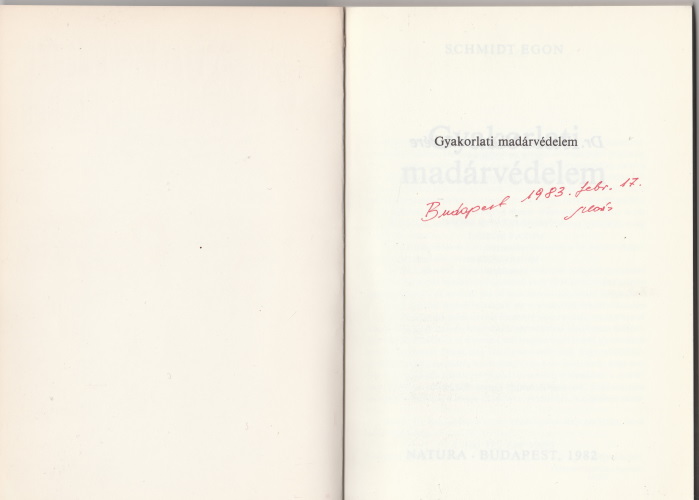 SCHMIDT EGON
Gyakorlati madárvédelem
Gyakorlati
madárvédelem
Budapest 1983. febr. 17.
NATURA · BUDAPEST, 1982